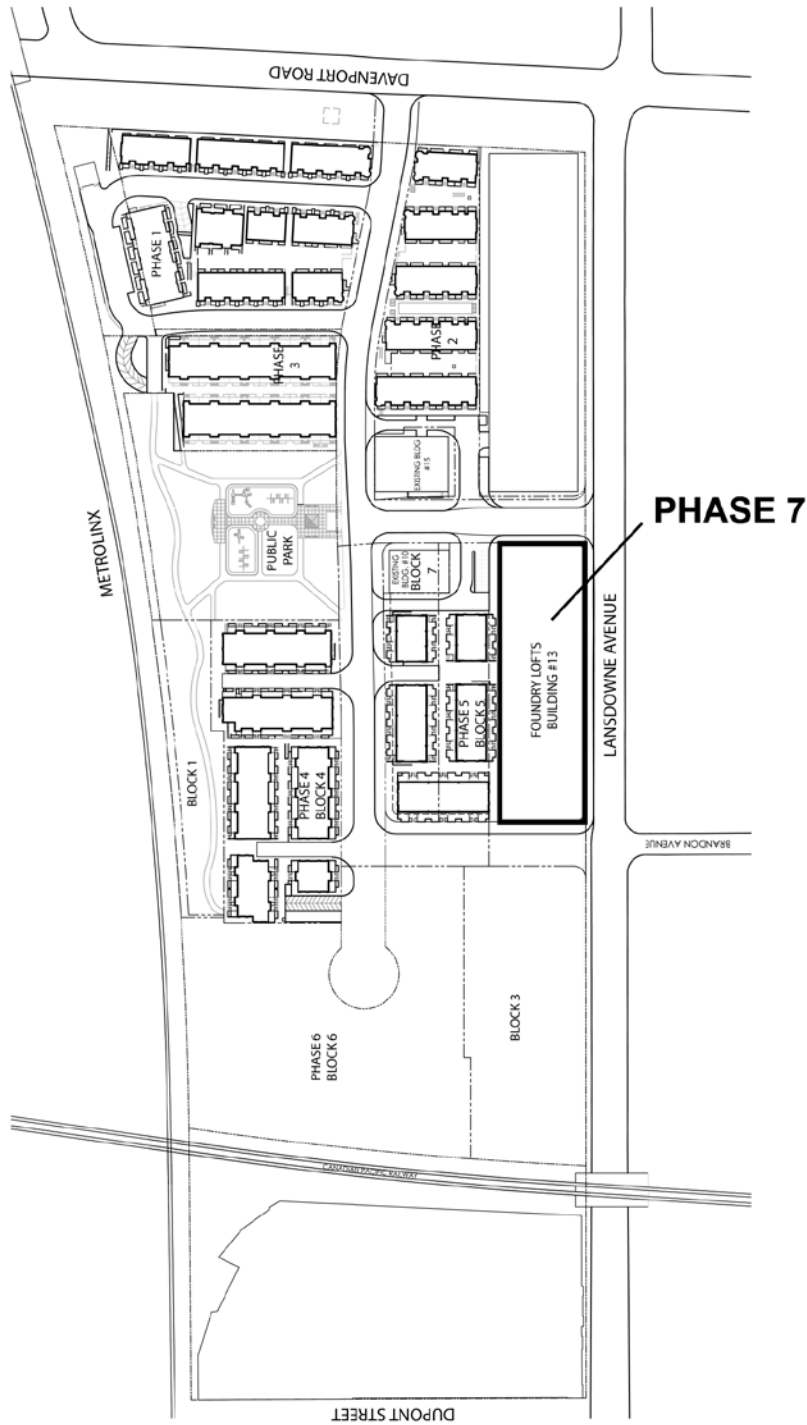 DAVENPORT ROAD
PHASE 1
PHASE
2
PHASE
3
EXISTING BLDG
#15
METROLINX
PUBLIC
PARK
EXISTING
BLDG. #10
BLOCK
7
PHASE 7
FOUNDRY LOFTS
BUILDING #13
LANSDOWNE AVENUE
PHASE 5
BLOCK 5
BLOCK 1
PHASE 4
BLOCK 4
BRANDON AVENUE
PHASE 6
BLOCK 6
BLOCK 3
CANADIAN PACIFIC RAILWAY
DUPONT STREET